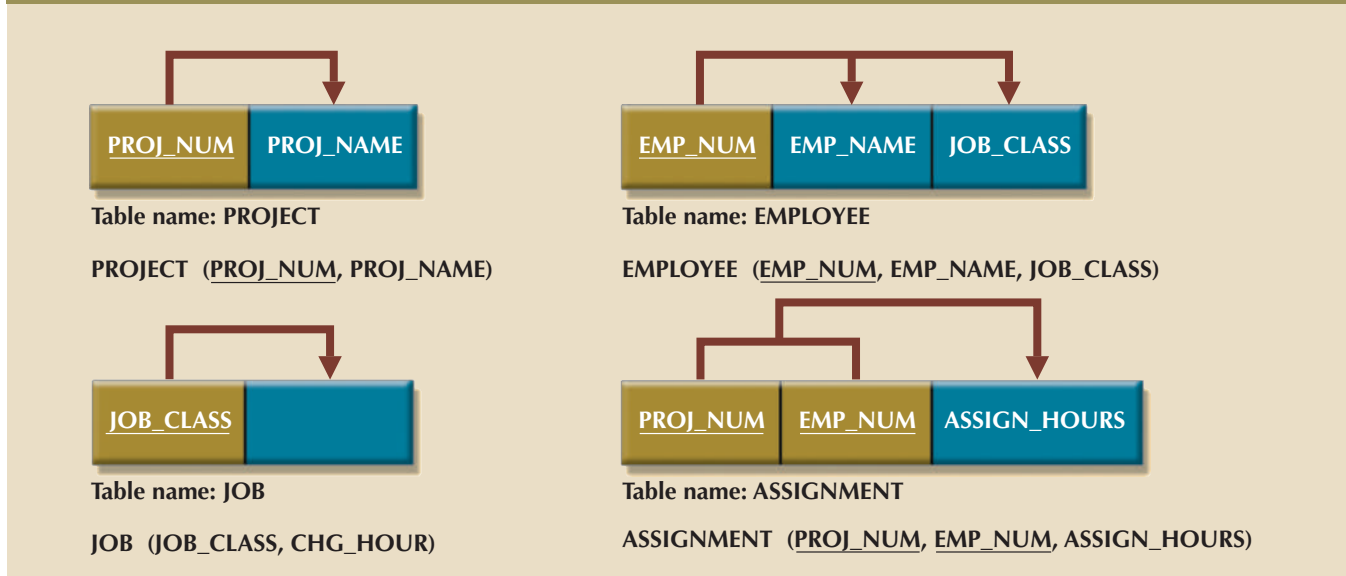 PROJ_NUM PROJ_NAME
Table name: PROJECT
PROJECT (PROJ_NUM, PROJ_NAME)
EMP_NUM EMP_NAME JOB_CLASS
Table name: EMPLOYEE
EMPLOYEE (EMP_NUM, EMP_NAME, JOB_CLASS)
JOB_CLASS
Table name: JOB
JOB (JOB_CLASS, CHG_HOUR)
PROJ_NUM EMP_NUM ASSIGN_HOURS
Table name: ASSIGNMENT
ASSIGNMENT (PROJ_NUM, EMP_NUM, ASSIGN_HOURS)